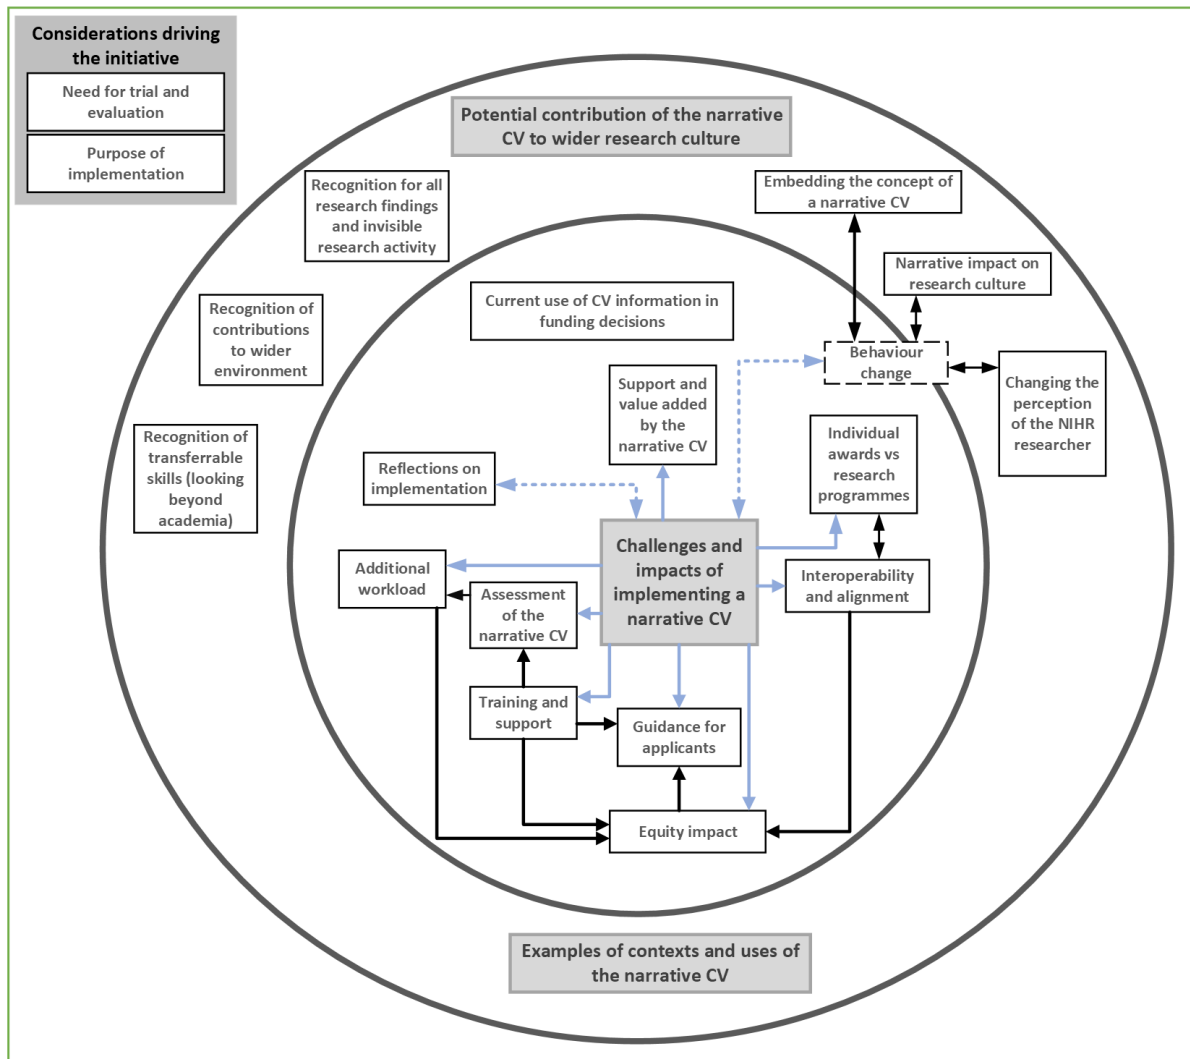 Considerations driving
the initiative
Need for trial and
evaluation
Purpose of
implementation
Potential contribution of the narrative
CV to wider research culture
Recognition for all
research findings
and invisible
research activity
Embedding the concept of
a narrative CV
Narrative impact on
research culture
Recognition of
contributions
to wider
environment
Current use of CV information in
funding decisions
Behaviour
change
Changing the
perception
of the NIHR
researcher
Support and
value added
by the
narrative CV
Recognition of
transferrable
skills (looking
beyond
academia)
Individual
awards vs
research
programmes
Reflections on
implementation
Challenges and
impacts of
implementing a
narrative CV
Additional
workload
Assessment
of the
narrative CV
Interoperability
and alignment
Training and
support
Guidance for
applicants
Equity impact
Examples of contexts and uses of
the narrative CV